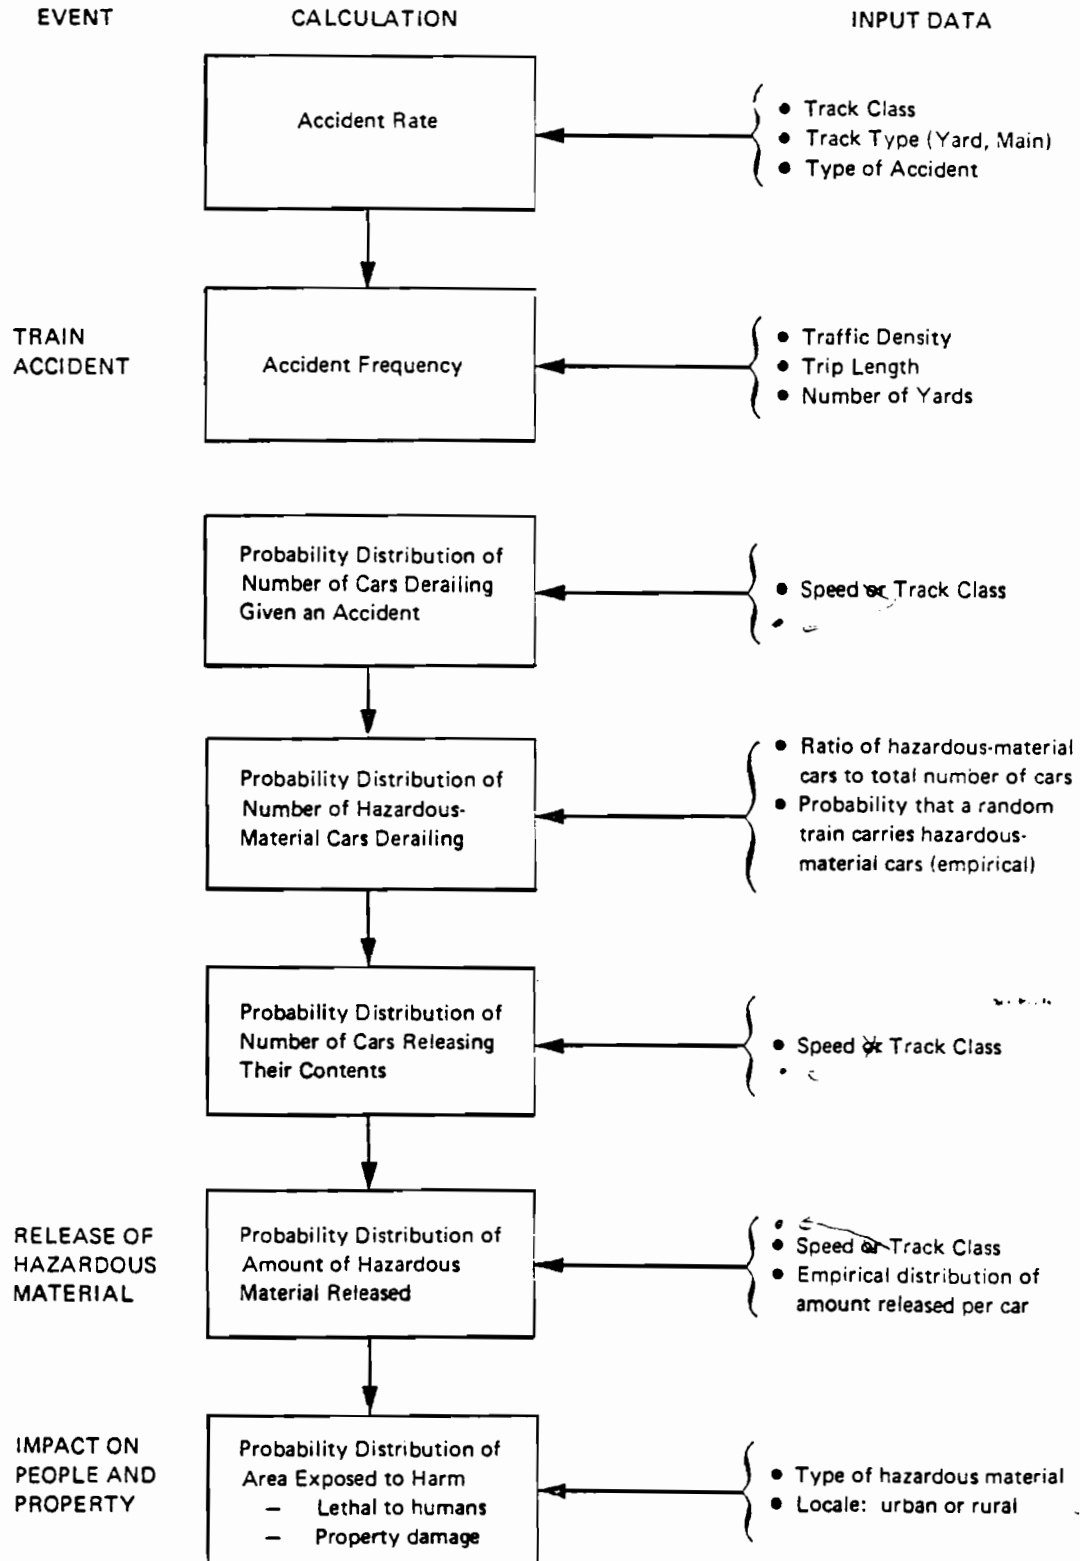 EVENT
CALCULATION
INPUT DATA
Accident Rate
• Track Class
• Track Type (Yard, Main)
• Type of Accident
TRAIN
ACCIDENT
Accident Frequency
• Traffic Density
• Trip Length
• Number of Yards
Probability Distribution of
Number of Cars Derailing
Given an Accident
• Speed or Track Class
Probability Distribution of
Number of Hazardous-
Material Cars Derailing
• Ratio of hazardous-material
cars to total number of cars
• Probability that a random
train carries hazardous-
material cars (empirical)
Probability Distribution of
Number of Cars Releasing
Their Contents
• Speed or Track Class
RELEASE OF
HAZARDOUS
MATERIAL
Probability Distribution of
Amount of Hazardous
Material Released
• Speed or Track Class
• Empirical distribution of
amount released per car
IMPACT ON
PEOPLE AND
PROPERTY
Probability Distribution of
Area Exposed to Harm
– Lethal to humans
– Property damage
• Type of hazardous material
• Locale: urban or rural